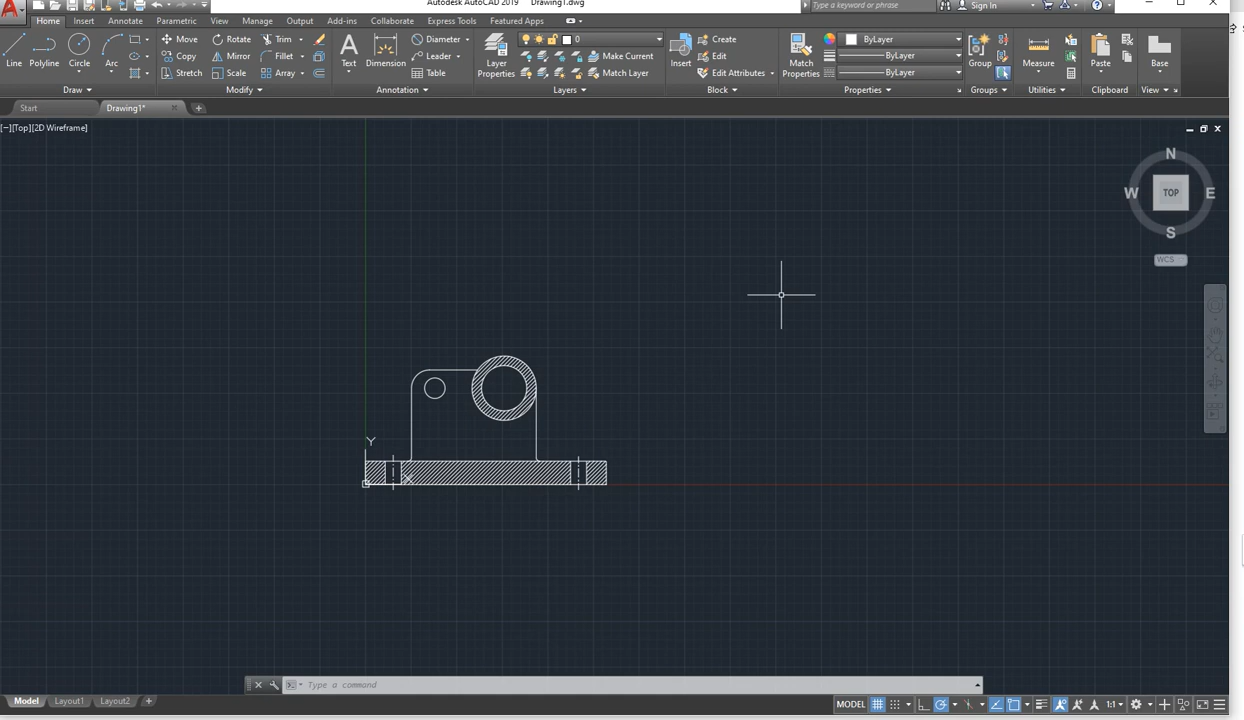 Autodesk AutoCAD 2019 Drawing1.dwg
Type a keyword or phrase
Sign In
Home Insert Annotate Parametric View Manage Output Add-ins Collaborate Express Tools Featured Apps
Line
Polyline
Circle
Arc
Move
Rotate
Trim
Copy
Mirror
Fillet
Stretch
Scale
Array
Text
Dimension
Diameter
Leader
Table
Layer
Properties
0
Make Current
Match Layer
Insert
Create
Edit
Edit Attributes
Match
Properties
ByLayer
ByLayer
ByLayer
Group
Measure
Paste
Base
Draw
Modify
Annotation
Layers
Block
Properties
Groups
Utilities
Clipboard
View
Start
Drawing1*
[−][Top][2D Wireframe]
N
W
TOP
E
S
WCS
Y
X
Type a command
Model
Layout1
Layout2
MODEL
1:1